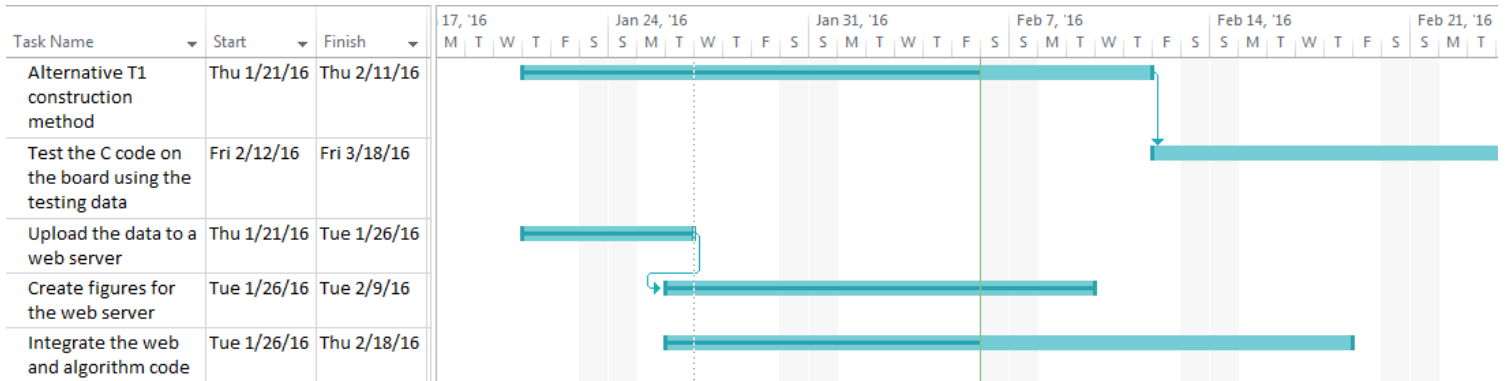 17, '16 Jan 24, '16 Jan 31, '16 Feb 7, '16 Feb 14, '16 Feb 21, '16
Task Name Start Finish M T W T F S S M T W T F S S M T W T F S S M T W T F S S M T W T F S S M T
Alternative T1 Thu 1/21/16 Thu 2/11/16
construction
method
Test the C code on Fri 2/12/16 Fri 3/18/16
the board using the
testing data
Upload the data to a Thu 1/21/16 Tue 1/26/16
web server
Create figures for Tue 1/26/16 Tue 2/9/16
the web server
Integrate the web Tue 1/26/16 Thu 2/18/16
and algorithm code